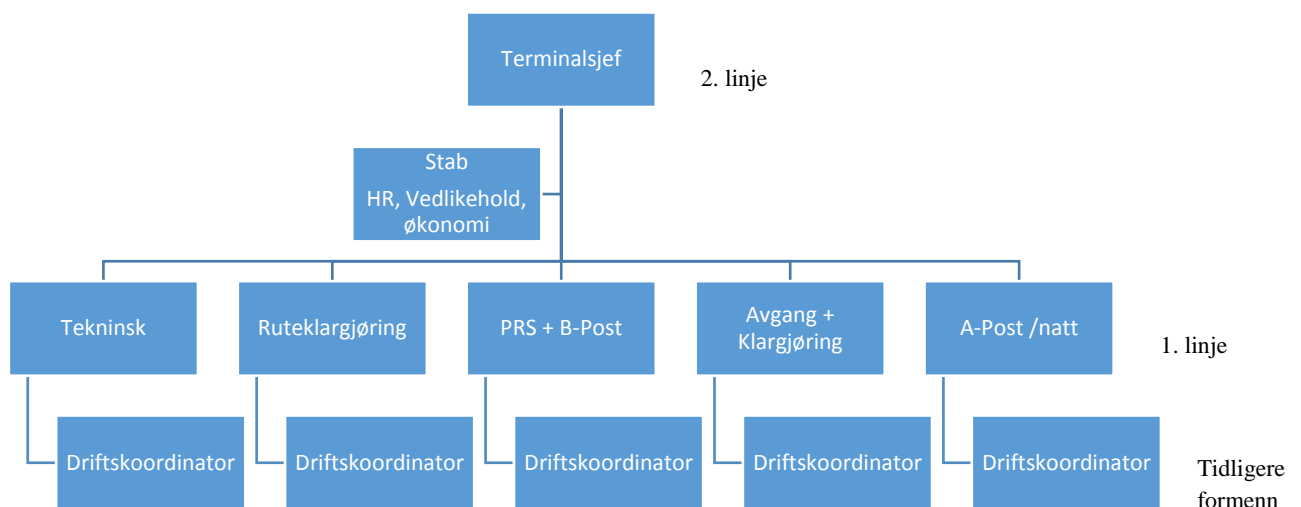 Terminalsjef
2. linje
Stab
HR, Vedlikehold,
økonomi
Tekninsk
Ruteklargjøring
PRS + B-Post
Avgang +
Klargjøring
A-Post /natt
1. linje
Driftskoordinator
Driftskoordinator
Driftskoordinator
Driftskoordinator
Driftskoordinator
Tidligere
formenn